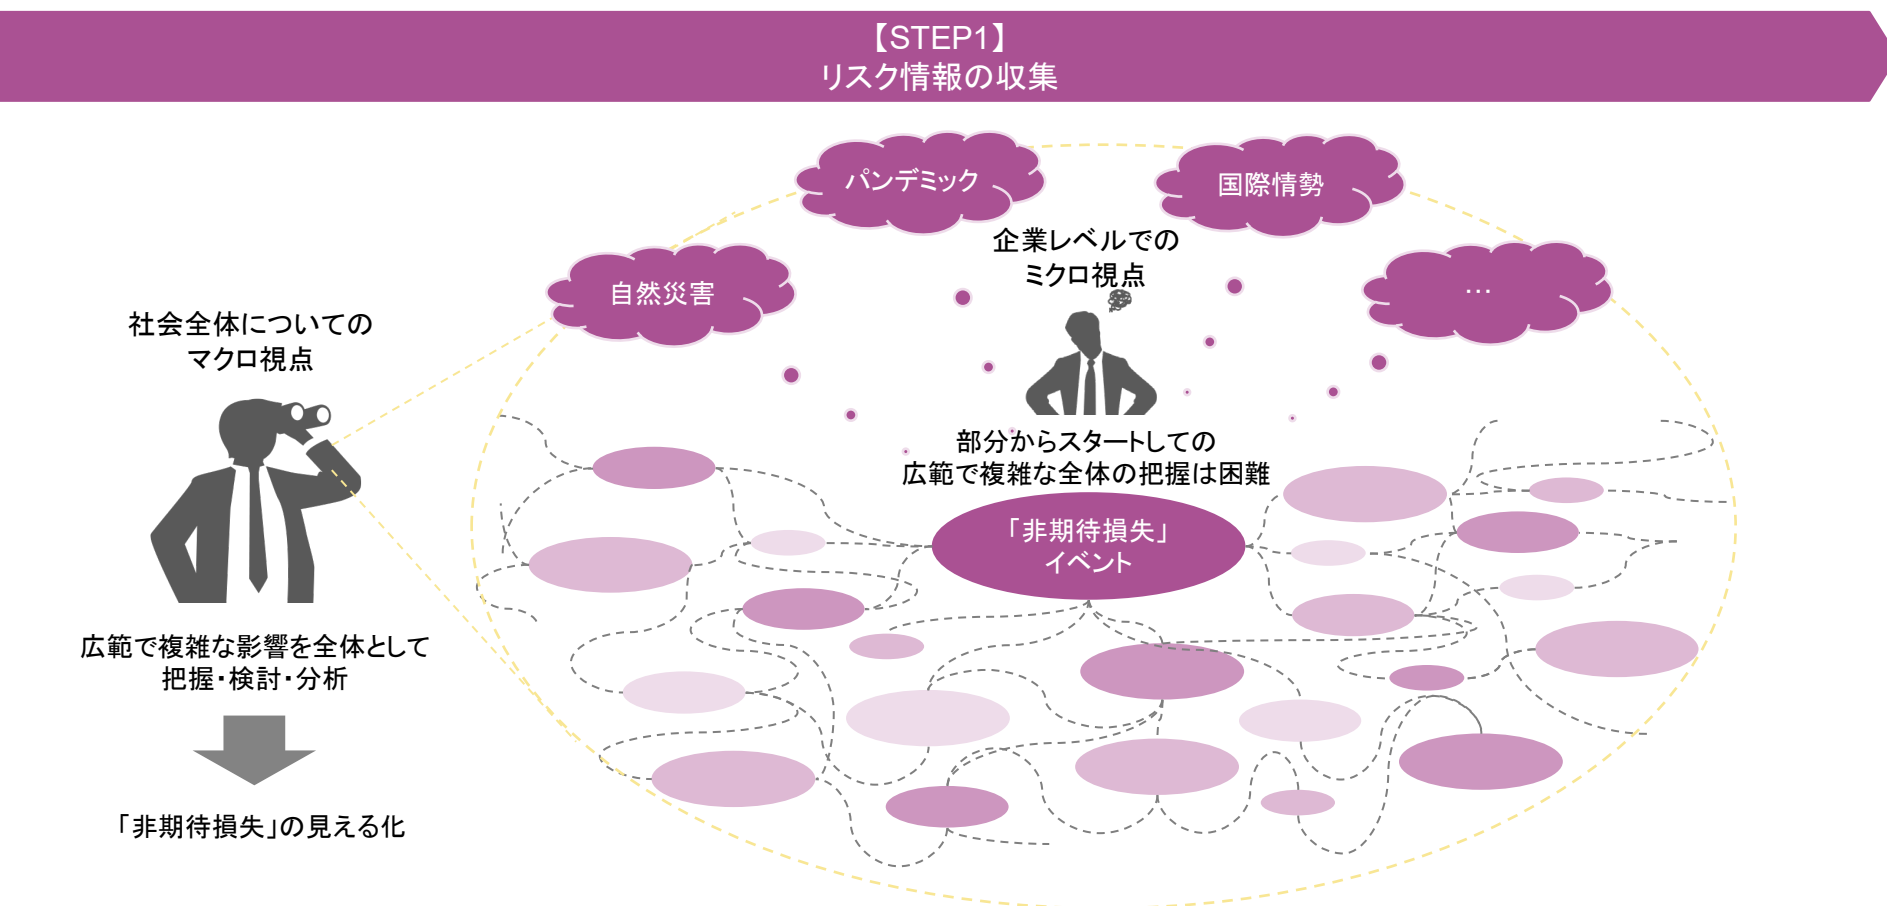 【STEP1】
リスク情報の収集
パンデミック
国際情勢
自然災害
…
企業レベルでの
ミクロ視点
社会全体についての
マクロ視点
部分からスタートしての
広範で複雑な全体の把握は困難
「非期待損失」
イベント
広範で複雑な影響を全体として
把握・検討・分析
「非期待損失」の見える化